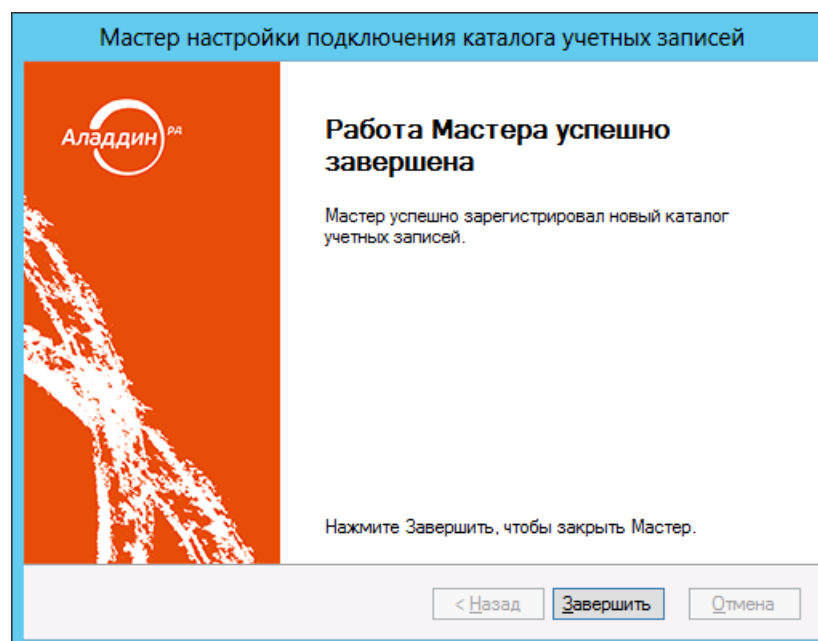 Мастер настройки подключения каталога учетных записей
Аладдин РД
Работа Мастера успешно
завершена
Мастер успешно зарегистрировал новый каталог
учетных записей.
Нажмите Завершить, чтобы закрыть Мастер.
< Назад Завершить Отмена